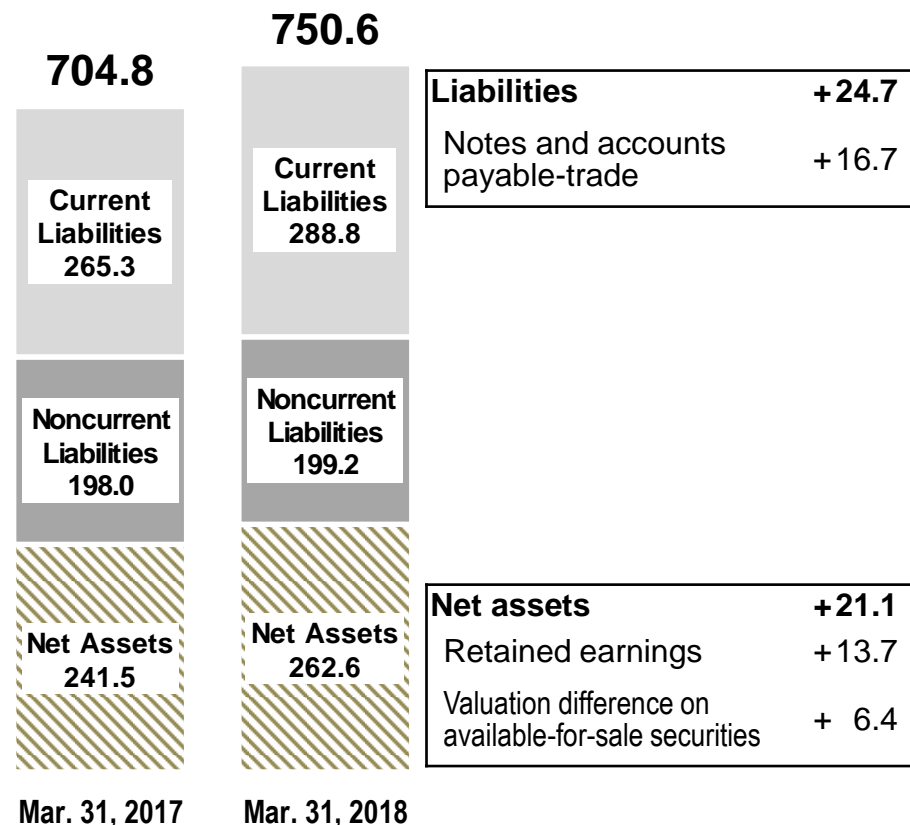 704.8
Current
Liabilities
265.3
Noncurrent
Liabilities
198.0
Net Assets
241.5
Mar. 31, 2017
750.6
Current
Liabilities
288.8
Noncurrent
Liabilities
199.2
Net Assets
262.6
Mar. 31, 2018
Liabilities +24.7
Notes and accounts
payable-trade +16.7
Net assets +21.1
Retained earnings +13.7
Valuation difference on
available-for-sale securities + 6.4